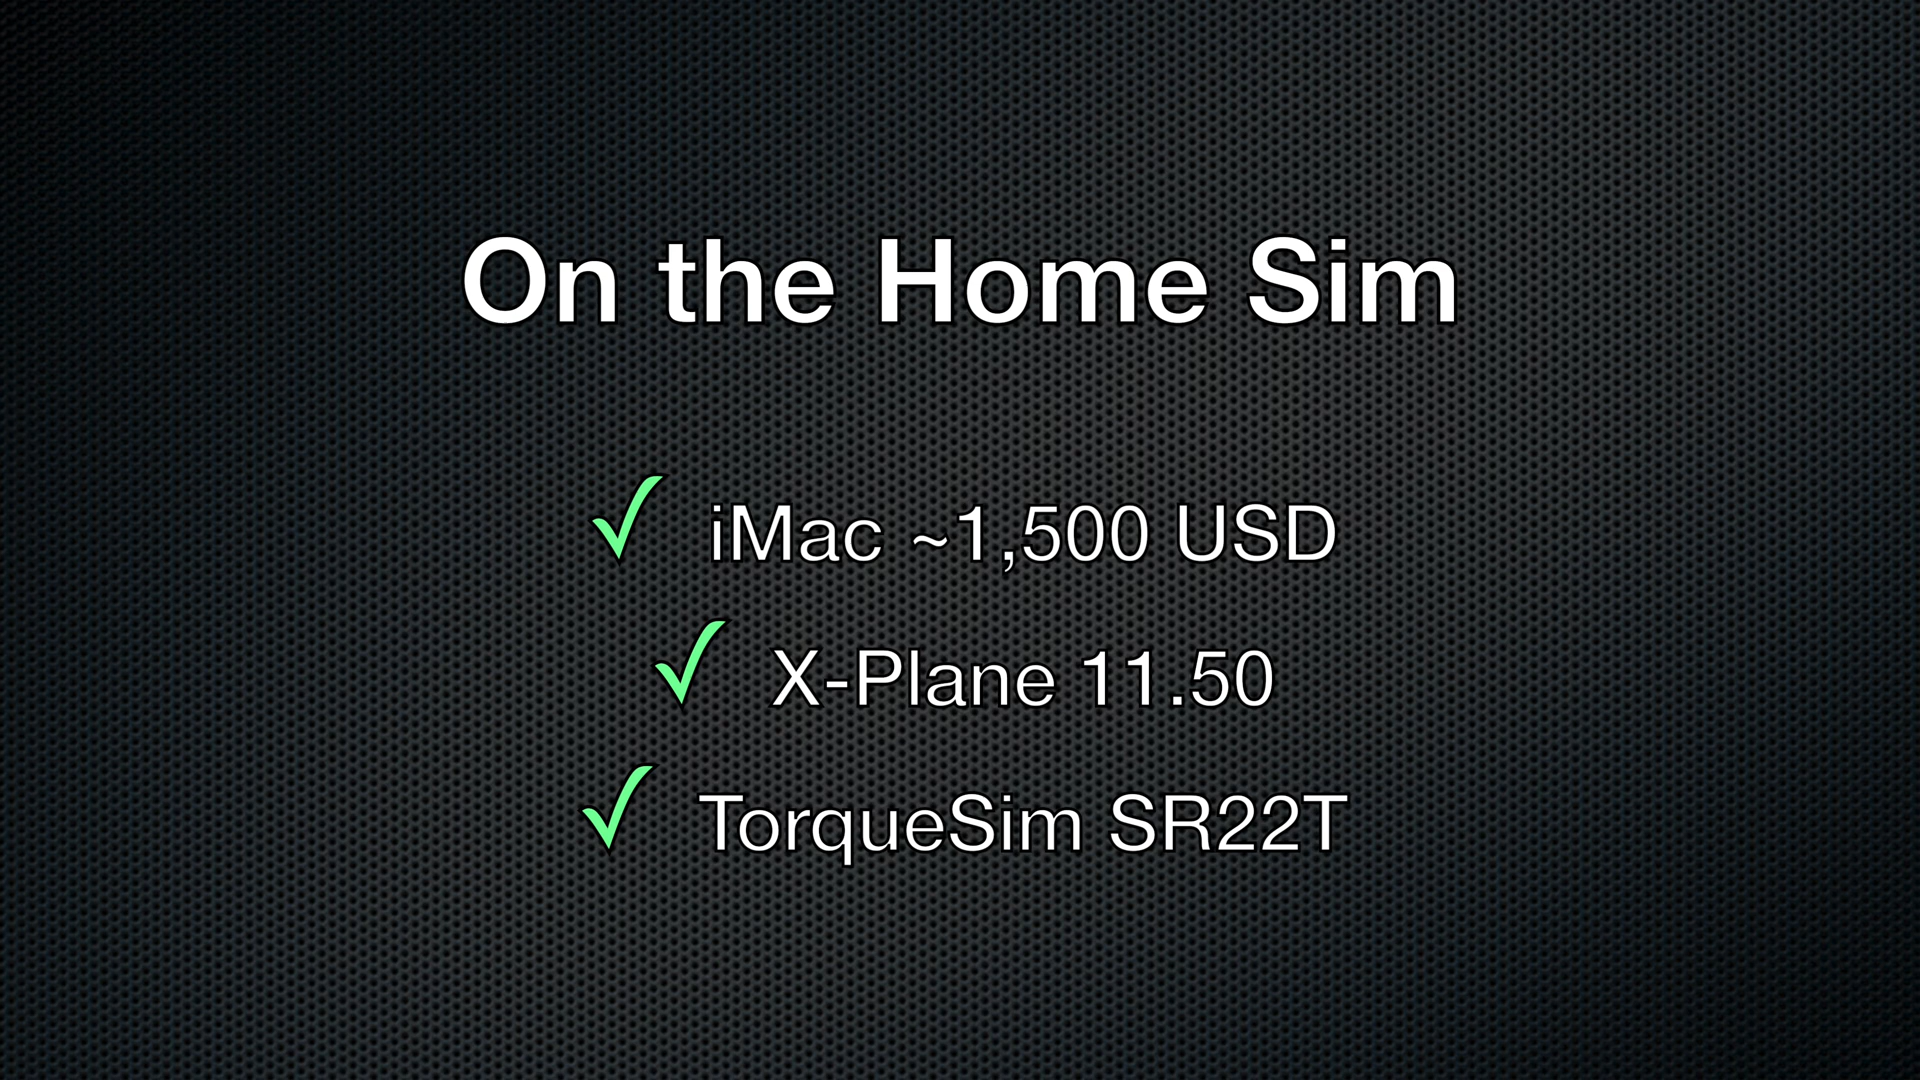 On the Home Sim
✓ iMac ~1,500 USD
✓ X-Plane 11.50
✓ TorqueSim SR22T